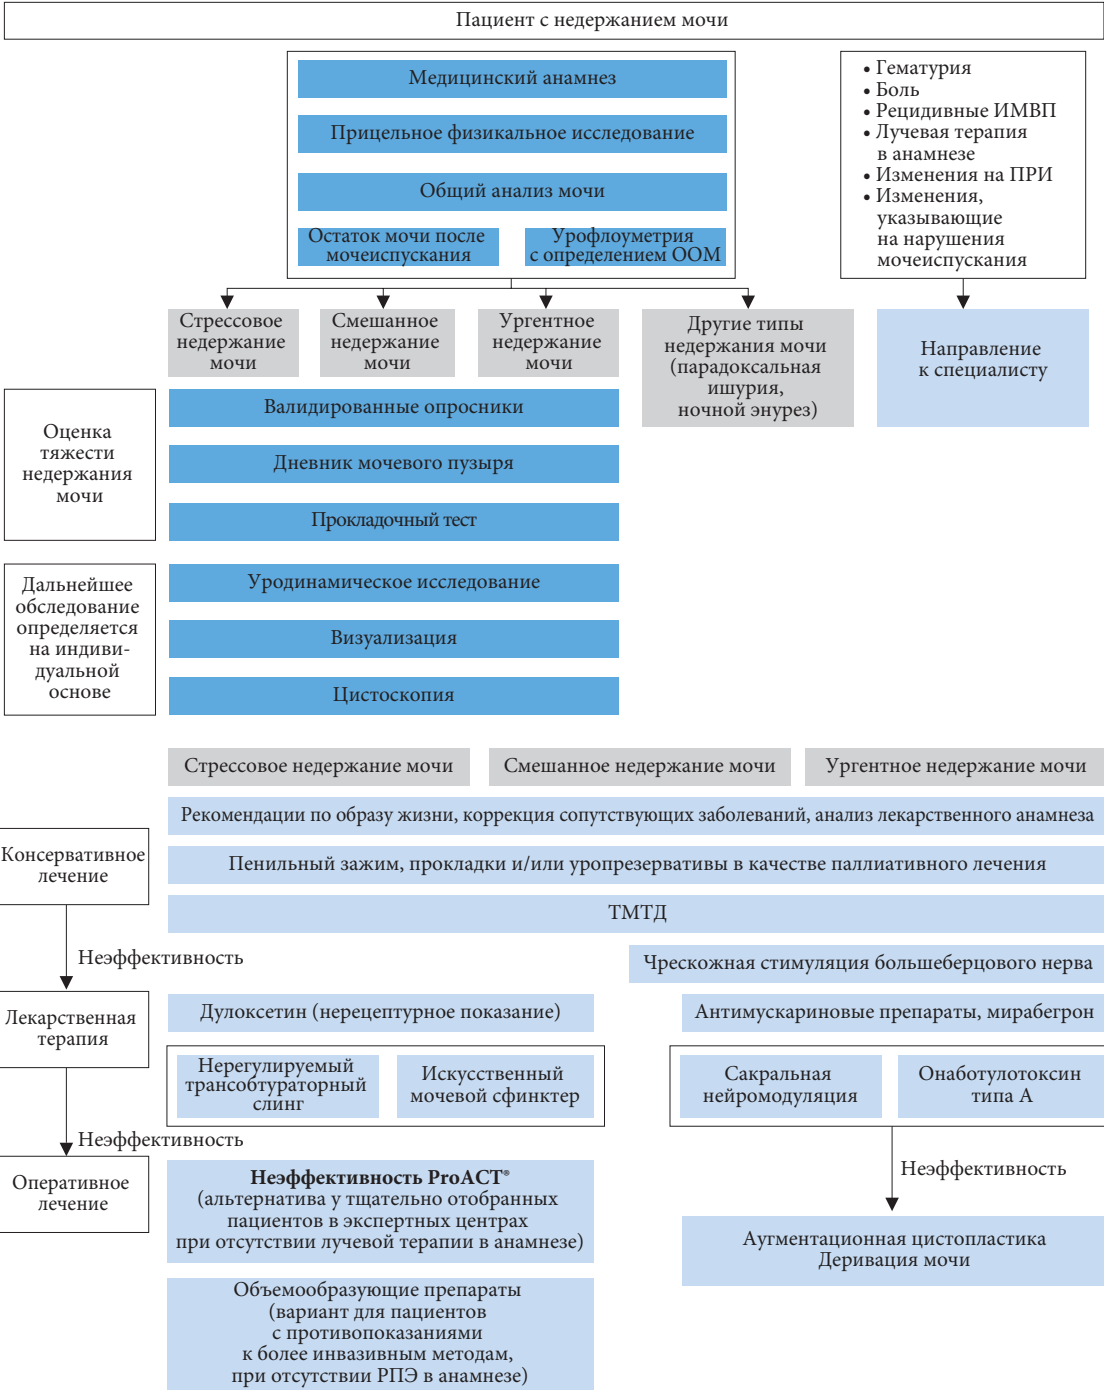 Пациент с недержанием мочи
Медицинский анамнез
Прицельное физикальное исследование
Общий анализ мочи
Остаток мочи после
мочеиспускания
Урофлоуметрия
с определением ООМ
• Гематурия
• Боль
• Рецидивные ИМВП
• Лучевая терапия
в анамнезе
• Изменения на ПРИ
• Изменения,
указывающие
на нарушения
мочеиспускания
Стрессовое
недержание
мочи
Смешанное
недержание
мочи
Ургентное
недержание
мочи
Другие типы
недержания мочи
(парадоксальная
ишурия,
ночной энурез)
Направление
к специалисту
Оценка
тяжести
недержания
мочи
Валидированные опросники
Дневник мочевого пузыря
Прокладочный тест
Дальнейшее
обследование
определяется
на индиви-
дуальной
основе
Уродинамическое исследование
Визуализация
Цистоскопия
Стрессовое недержание мочи
Смешанное недержание мочи
Ургентное недержание мочи
Рекомендации по образу жизни, коррекция сопутствующих заболеваний, анализ лекарственного анамнеза
Консервативное
лечение
Пенильный зажим, прокладки и/или уропрезервативы в качестве паллиативного лечения
ТМТД
Неэффективность
Чрескожная стимуляция большеберцового нерва
Лекарственная
терапия
Дулоксетин (нерецептурное показание)
Антимускариновые препараты, мирабегрон
Нерегулируемый
трансобтураторный
слинг
Искусственный
мочевой сфинктер
Сакральная
нейромодуляция
Онаботулотоксин
типа А
Неэффективность
Оперативное
лечение
Неэффективность ProACT®
(альтернатива у тщательно отобранных
пациентов в экспертных центрах
при отсутствии лучевой терапии в анамнезе)
Неэффективность
Аугментационная цистопластика
Деривация мочи
Объемообразующие препараты
(вариант для пациентов
с противопоказаниями
к более инвазивным методам,
при отсутствии РПЭ в анамнезе)